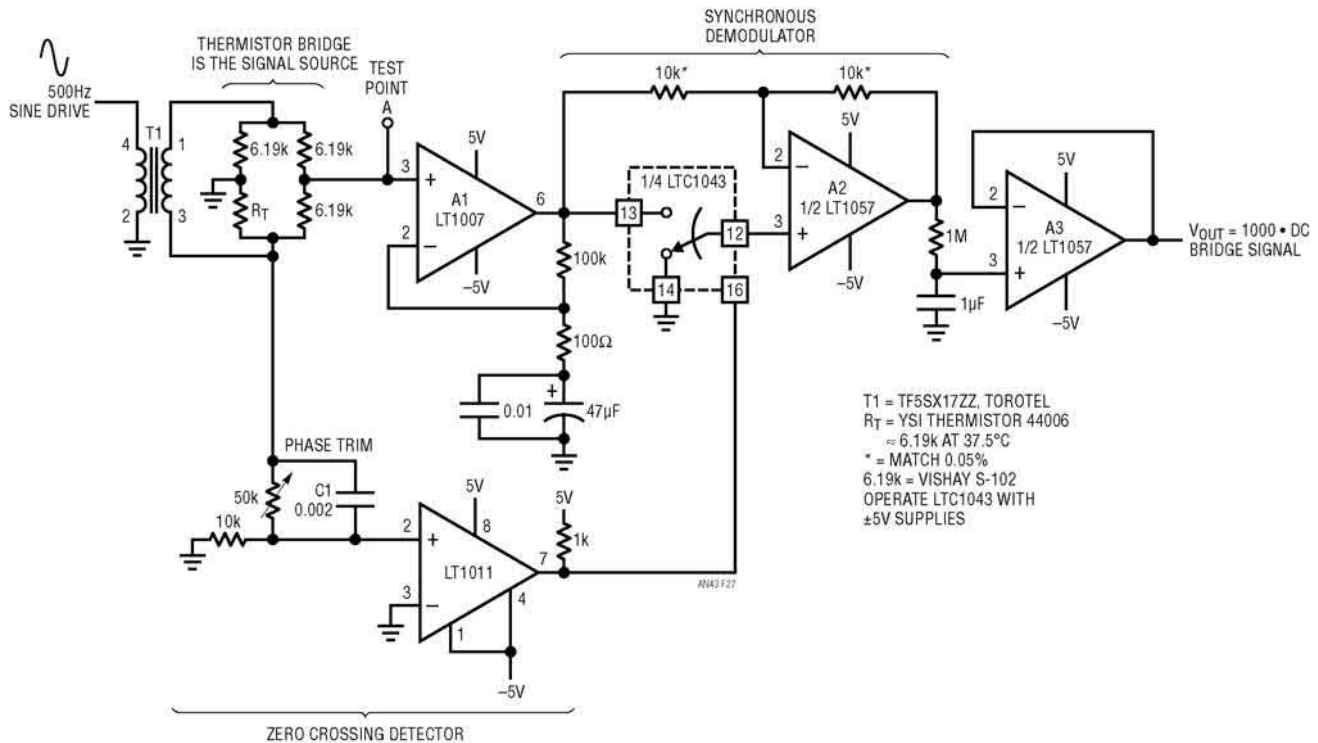 SYNCHRONOUS
DEMODULATOR
THERMISTOR BRIDGE
IS THE SIGNAL SOURCE
TEST
POINT
A
500Hz
SINE DRIVE
10k*
10k*
T1
4
1
2
3
6.19k
6.19k
RT
6.19k
5V
3
+
A1
LT1007
6
2
–
–5V
1/4 LTC1043
13
12
14
16
5V
2
–
A2
1/2 LT1057
3
+
–5V
5V
2
–
A3
1/2 LT1057
3
+
–5V
1M
1µF
VOUT = 1000 • DC
BRIDGE SIGNAL
100k
100Ω
0.01
+
47µF
T1 = TF5SX17ZZ, TOROTEL
RT = YSI THERMISTOR 44006
≈ 6.19k AT 37.5°C
* = MATCH 0.05%
6.19k = VISHAY S-102
OPERATE LTC1043 WITH
±5V SUPPLIES
PHASE TRIM
50k
C1
0.002
10k
5V
8
2
+
LT1011
7
3
–
1
4
–5V
5V
1k
AN43 F27
ZERO CROSSING DETECTOR